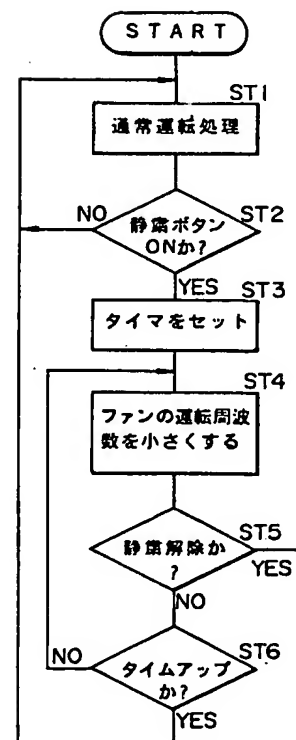 START
ST1
通常運転処理
NO
ST2
静粛ボタン
ONか?
YES
ST3
タイマをセット
ST4
ファンの運転周波
数を小さくする
ST5
静粛解除か
?
YES
NO
NO
ST6
タイムアップ
か?
YES